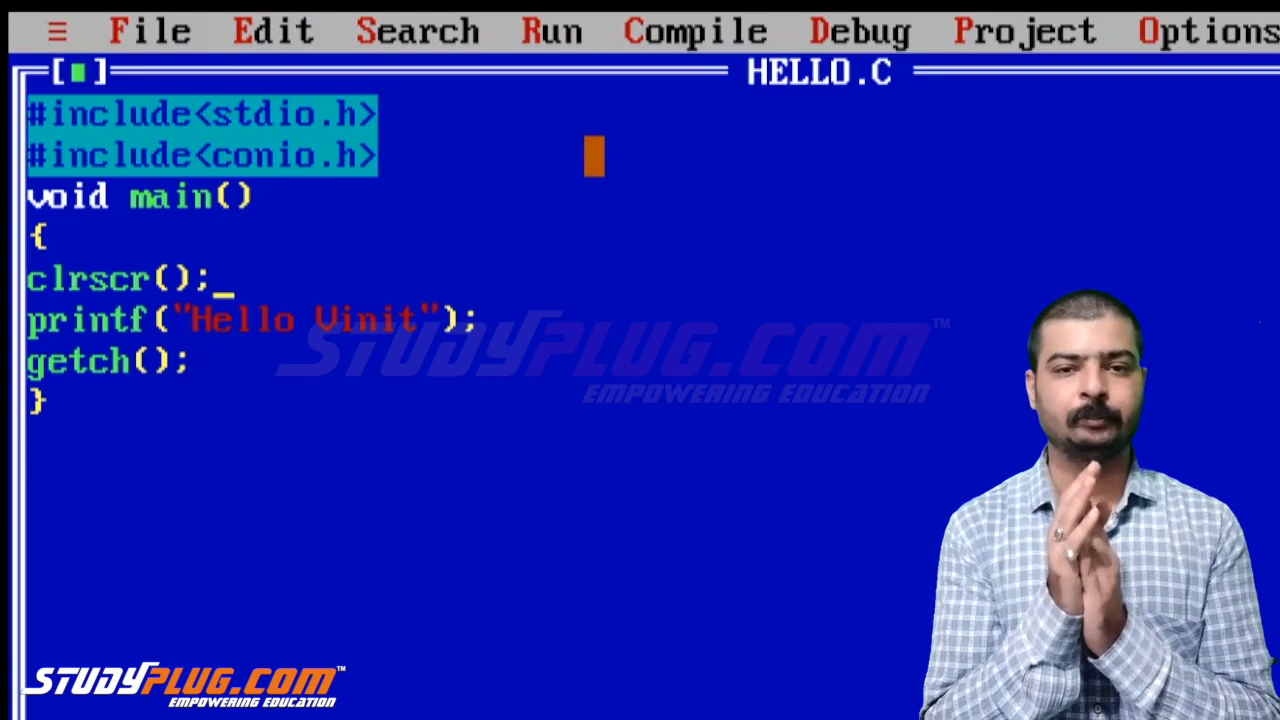 ≡ File Edit Search Run Compile Debug Project Options
[■] HELLO.C
#include<stdio.h>
#include<conio.h>
void main()
{
clrscr();_
printf("Hello Vinit");
getch();
}
STUDYPLUG.COM™
EMPOWERING EDUCATION
STUDYPLUG.COM™
EMPOWERING EDUCATION